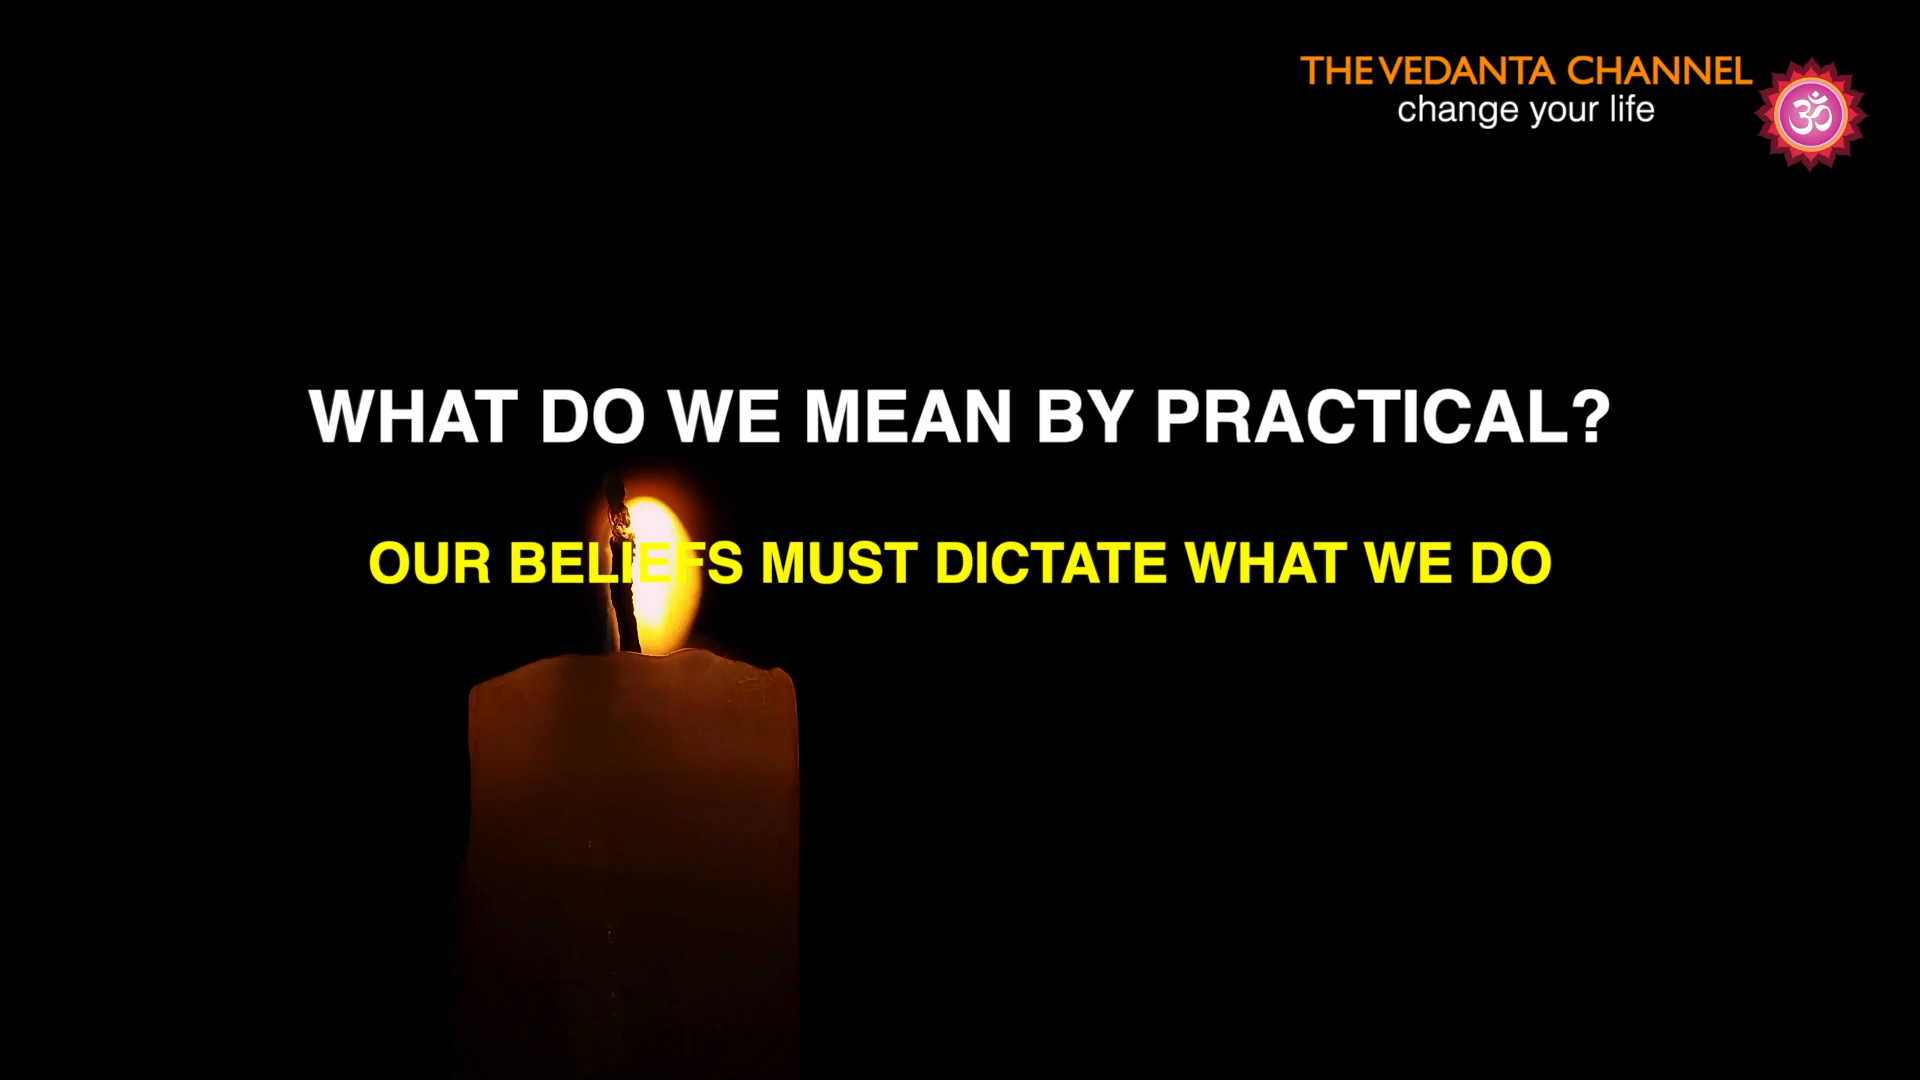 THE VEDANTA CHANNEL
change your life
ॐ
WHAT DO WE MEAN BY PRACTICAL?
OUR BELIEFS MUST DICTATE WHAT WE DO